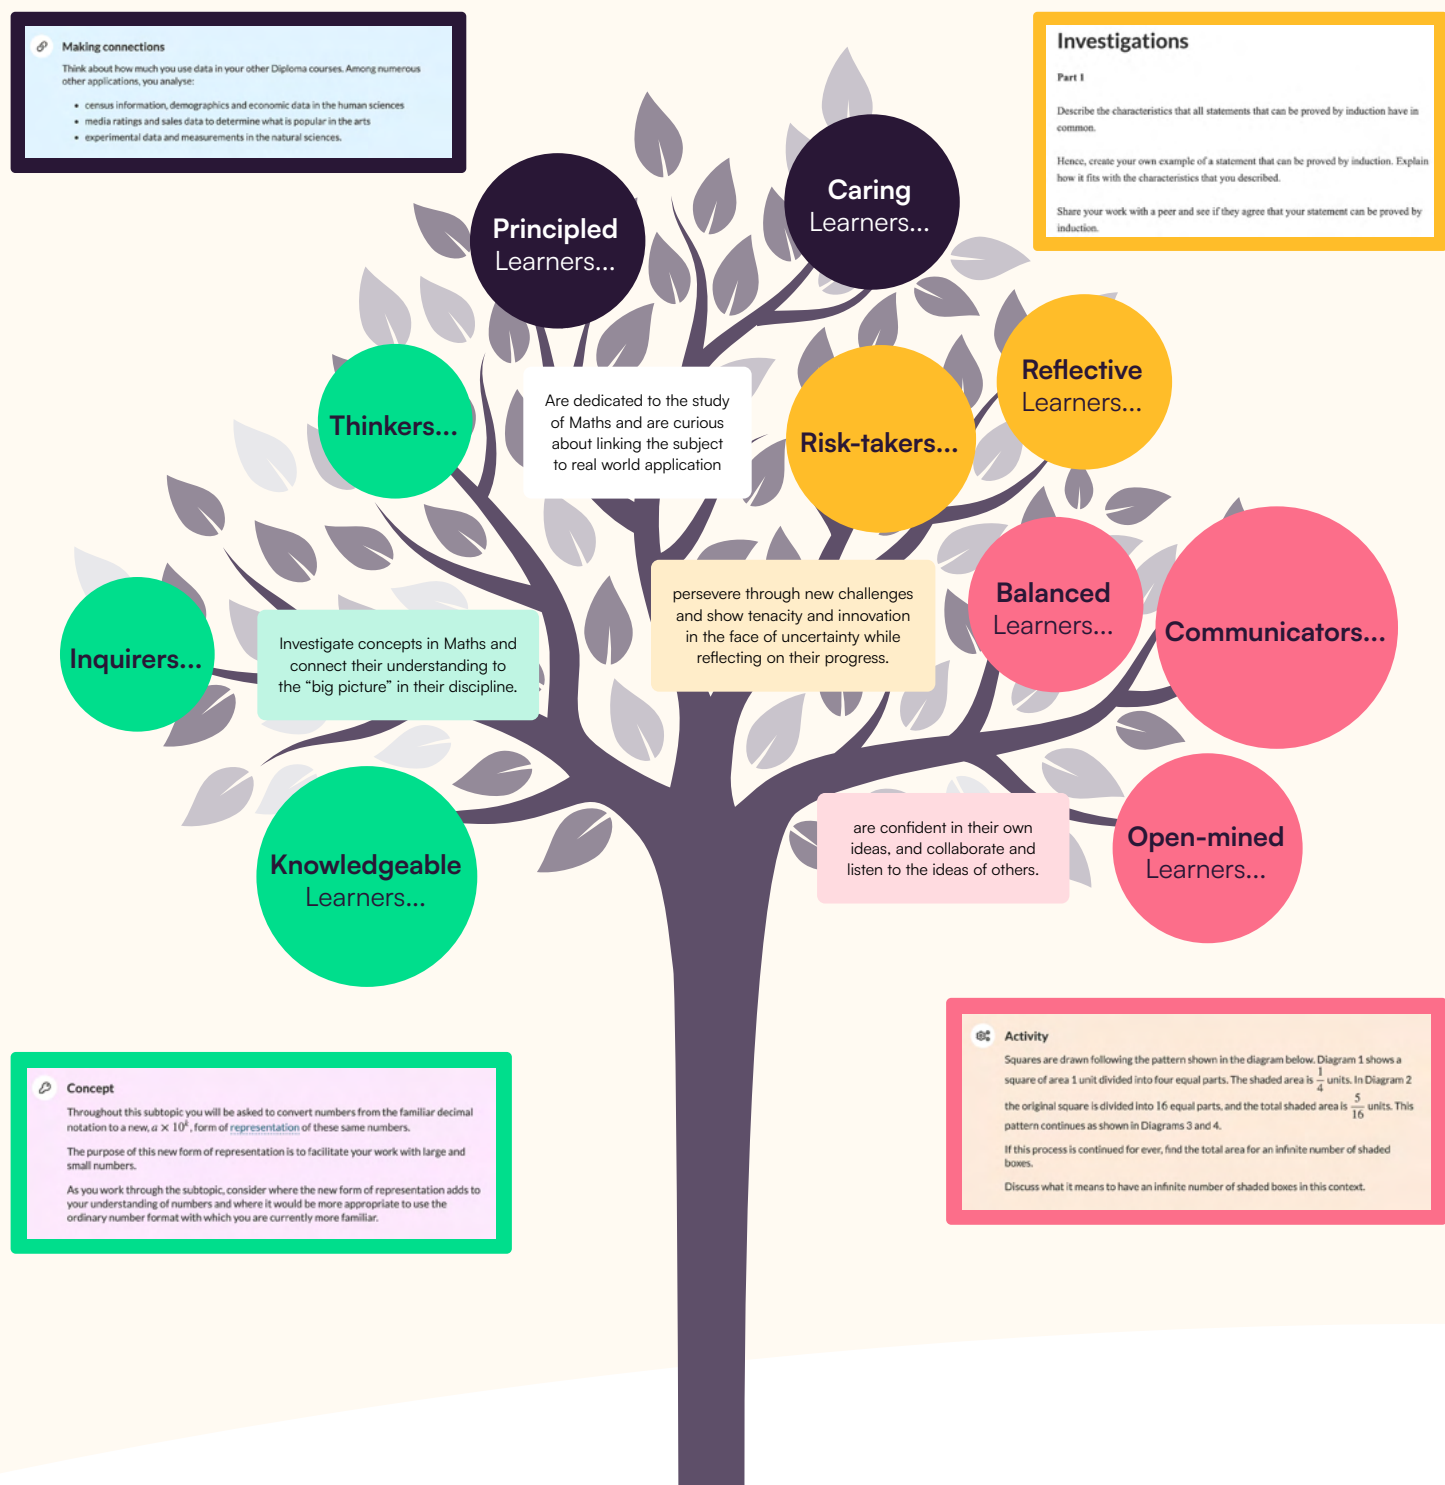 Making connections
Think about how much you use data in your other Diploma courses. Among numerous
other applications, you analyse:
• census information, demographics and economic data in the human sciences
• media ratings and sales data to determine what is popular in the arts
• experimental data and measurements in the natural sciences.
Investigations
Part 1
Describe the characteristics that all statements that can be proved by induction have in
common.
Hence, create your own example of a statement that can be proved by induction. Explain
how it fits with the characteristics that you described.
Share your work with a peer and see if they agree that your statement can be proved by
induction.
Principled
Learners...
Caring
Learners...
Thinkers...
Are dedicated to the study
of Maths and are curious
about linking the subject
to real world application
Risk-takers...
Reflective
Learners...
Inquirers...
Investigate concepts in Maths and
connect their understanding to
the “big picture” in their discipline.
persevere through new challenges
and show tenacity and innovation
in the face of uncertainty while
reflecting on their progress.
Balanced
Learners...
Communicators...
Knowledgeable
Learners...
are confident in their own
ideas, and collaborate and
listen to the ideas of others.
Open-mined
Learners...
Concept
Throughout this subtopic you will be asked to convert numbers from the familiar decimal
notation to a new, a × 10^k, form of representation of these same numbers.
The purpose of this new form of representation is to facilitate your work with large and
small numbers.
As you work through the subtopic, consider where the new form of representation adds to
your understanding of numbers and where it would be more appropriate to use the
ordinary number format with which you are currently more familiar.
Activity
Squares are drawn following the pattern shown in the diagram below. Diagram 1 shows a
square of area 1 unit divided into four equal parts. The shaded area is 1/4 units. In Diagram 2
the original square is divided into 16 equal parts, and the total shaded area is 5/16 units. This
pattern continues as shown in Diagrams 3 and 4.
If this process is continued for ever, find the total area for an infinite number of shaded
boxes.
Discuss what it means to have an infinite number of shaded boxes in this context.